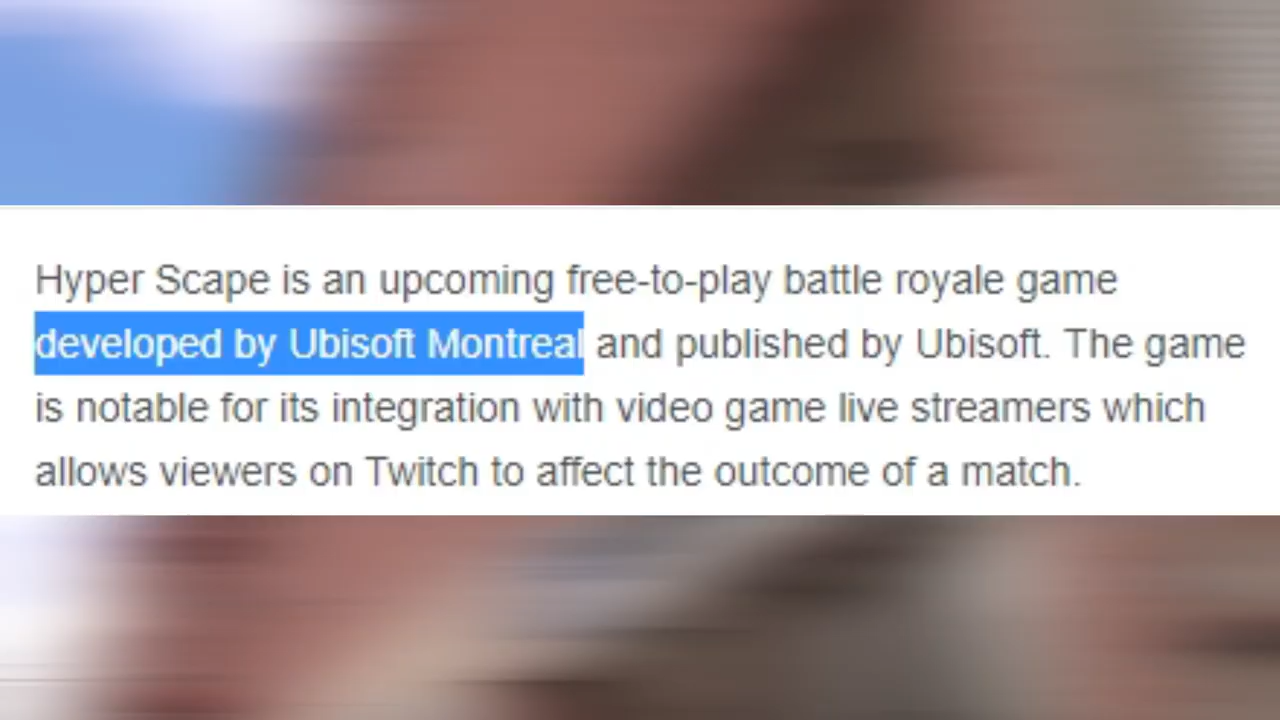 Hyper Scape is an upcoming free-to-play battle royale game
developed by Ubisoft Montreal and published by Ubisoft. The game
is notable for its integration with video game live streamers which
allows viewers on Twitch to affect the outcome of a match.